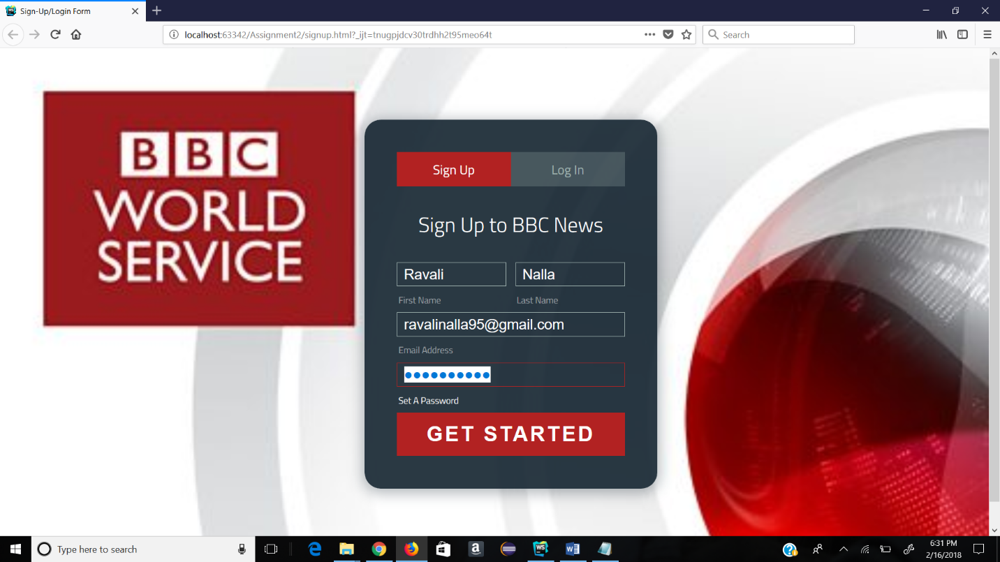 Sign-Up/Login Form
localhost:63342/Assignment2/signup.html?_ijt=tnugpjdcv30trdhh2t95meo64t
Search
BBC
WORLD
SERVICE
Sign Up
Log In
Sign Up to BBC News
Ravali
Nalla
First Name
Last Name
ravalinalla95@gmail.com
Email Address
●●●●●●●●●●
Set A Password
GET STARTED
Type here to search
6:31 PM
2/16/2018